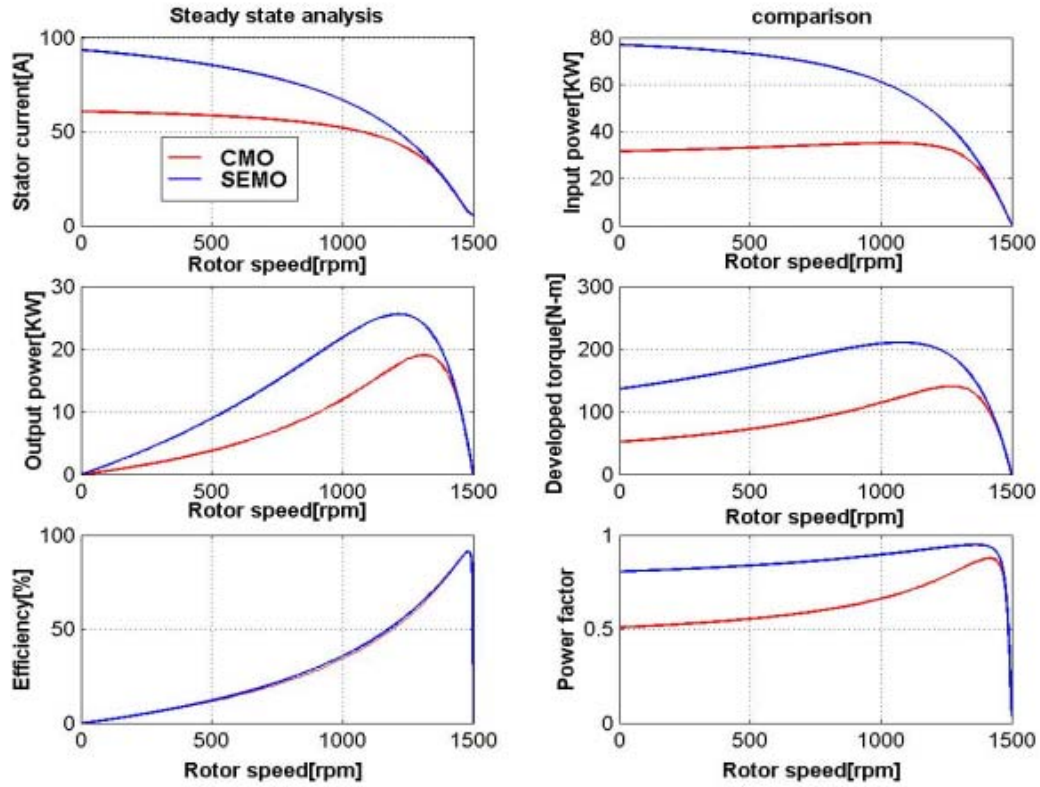 Steady state analysis
comparison
Stator current[A]
100
50
0
0 500 1000 1500
Rotor speed[rpm]
CMO
SEMO
Input power[KW]
80
60
40
20
0
0 500 1000 1500
Rotor speed[rpm]
Output power[KW]
30
20
10
0
0 500 1000 1500
Rotor speed[rpm]
Developed torque[N-m]
300
200
100
0
0 500 1000 1500
Rotor speed[rpm]
Efficiency[%]
100
50
0
0 500 1000 1500
Rotor speed[rpm]
Power factor
1
0.5
0
0 500 1000 1500
Rotor speed[rpm]